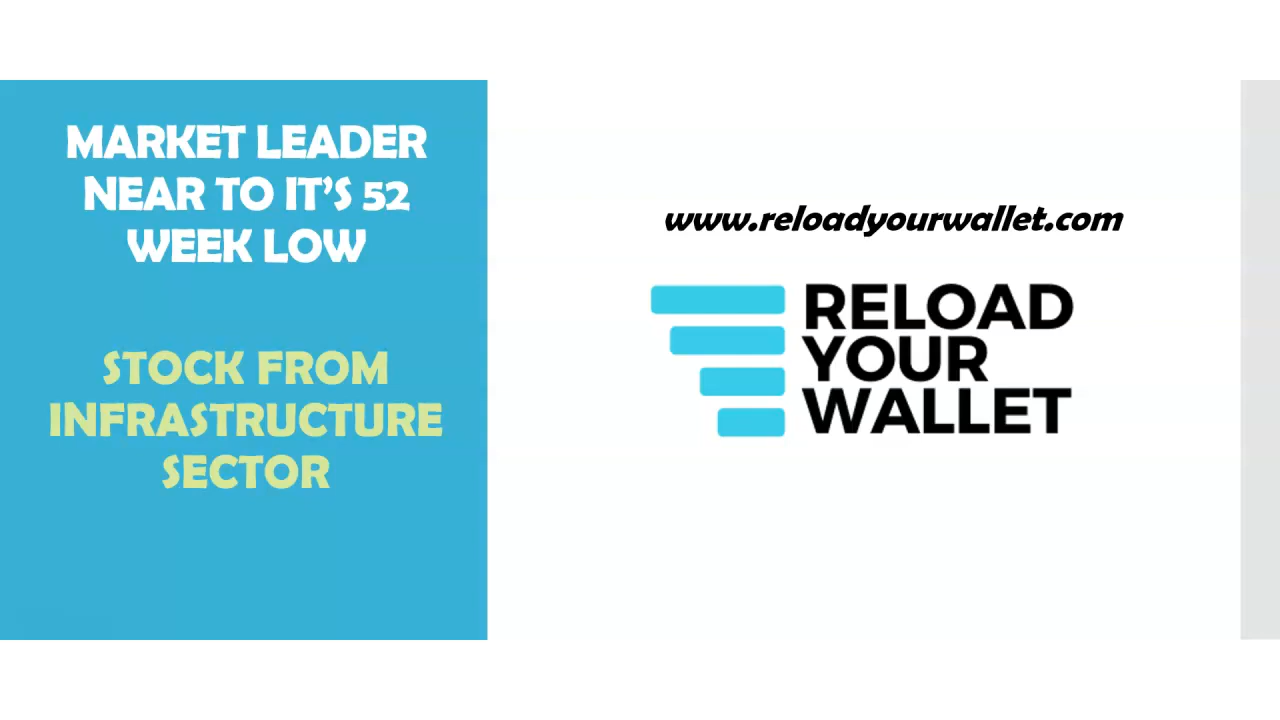 MARKET LEADER
NEAR TO IT’S 52
WEEK LOW
STOCK FROM
INFRASTRUCTURE
SECTOR
www.reloadyourwallet.com
RELOAD
YOUR
WALLET